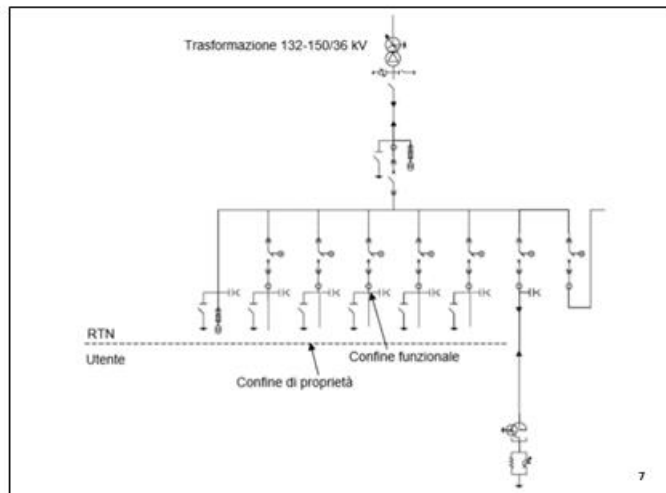 Trasformazione 132-150/36 kV
RTN
Utente
Confine funzionale
Confine di proprietà
7